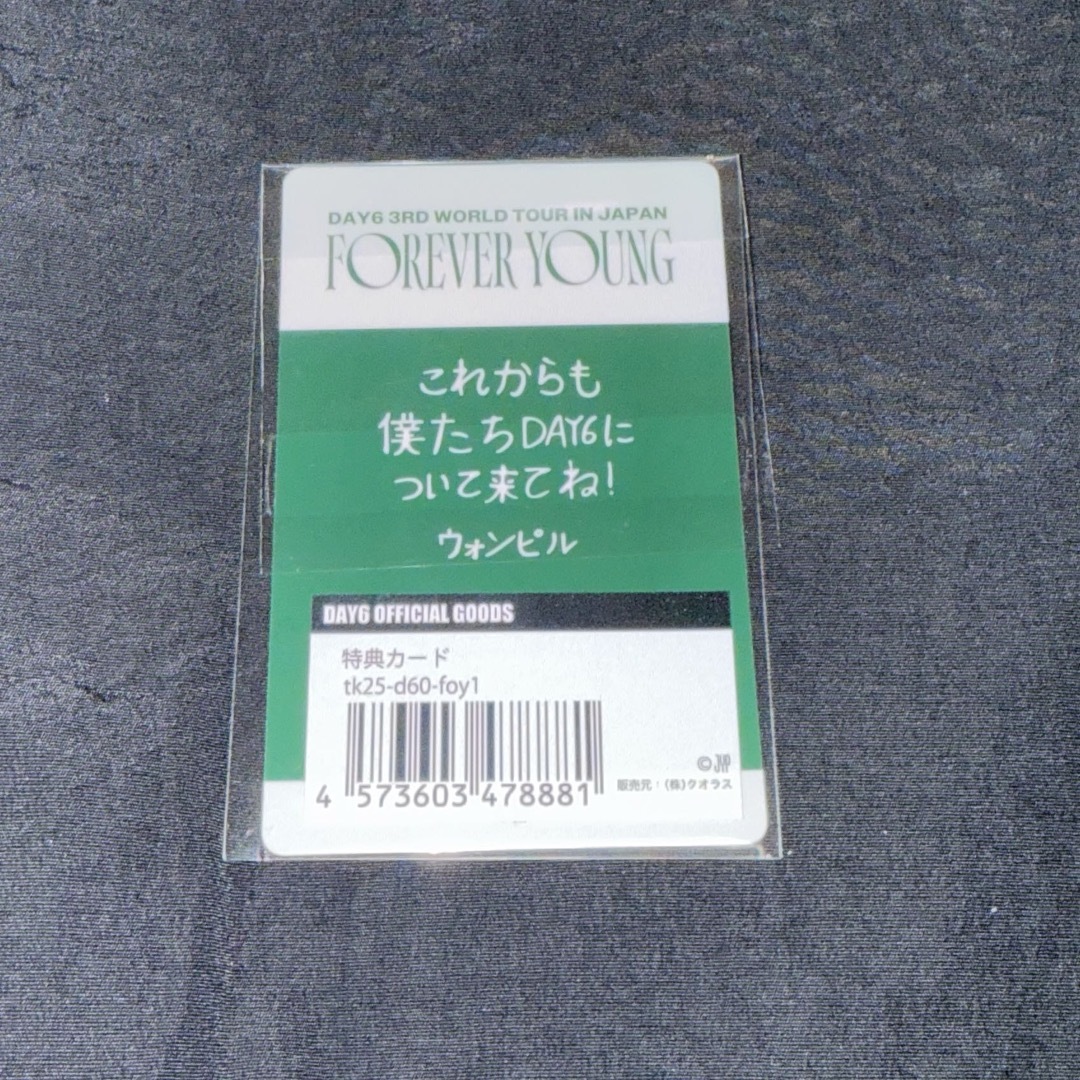 DAY6 3RD WORLD TOUR IN JAPAN
FOREVER YOUNG
これからも
僕たちDAY6に
ついて来てね!
ウォンピル
DAY6 OFFICIAL GOODS
特典カード
tk25-d60-foy1
4 573603 478881
©JYP
販売元:(株)クオラス